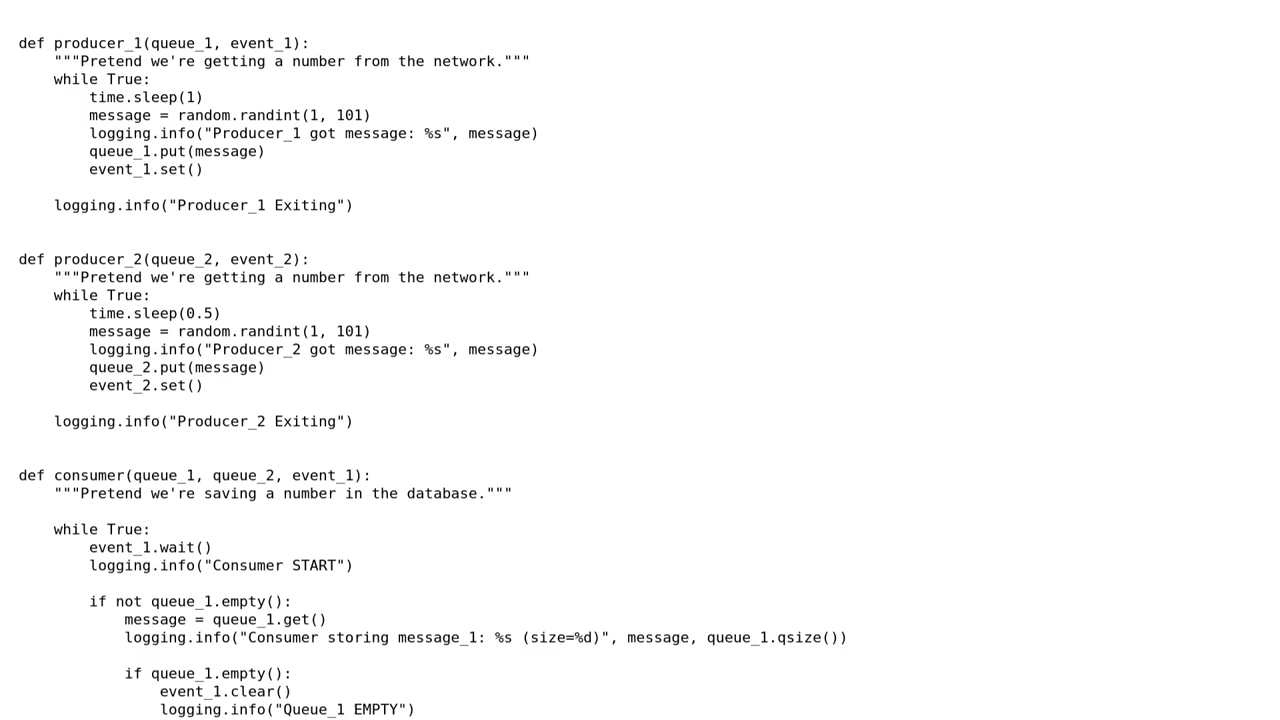 def producer_1(queue_1, event_1):
    """Pretend we're getting a number from the network."""
    while True:
        time.sleep(1)
        message = random.randint(1, 101)
        logging.info("Producer_1 got message: %s", message)
        queue_1.put(message)
        event_1.set()

    logging.info("Producer_1 Exiting")


def producer_2(queue_2, event_2):
    """Pretend we're getting a number from the network."""
    while True:
        time.sleep(0.5)
        message = random.randint(1, 101)
        logging.info("Producer_2 got message: %s", message)
        queue_2.put(message)
        event_2.set()

    logging.info("Producer_2 Exiting")


def consumer(queue_1, queue_2, event_1):
    """Pretend we're saving a number in the database."""

    while True:
        event_1.wait()
        logging.info("Consumer START")

        if not queue_1.empty():
            message = queue_1.get()
            logging.info("Consumer storing message_1: %s (size=%d)", message, queue_1.qsize())

            if queue_1.empty():
                event_1.clear()
                logging.info("Queue_1 EMPTY")